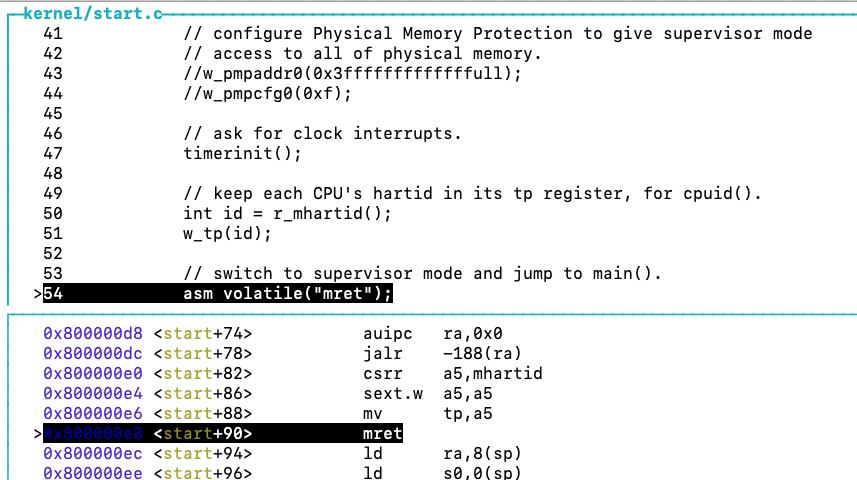 kernel/start.c
41 // configure Physical Memory Protection to give supervisor mode
42 // access to all of physical memory.
43 //w_pmpaddr0(0x3fffffffffffffull);
44 //w_pmpcfg0(0xf);
45
46 // ask for clock interrupts.
47 timerinit();
48
49 // keep each CPU's hartid in its tp register, for cpuid().
50 int id = r_mhartid();
51 w_tp(id);
52
53 // switch to supervisor mode and jump to main().
>54 asm volatile("mret");
0x800000d8 <start+74> auipc ra,0x0
0x800000dc <start+78> jalr -188(ra)
0x800000e0 <start+82> csrr a5,mhartid
0x800000e4 <start+86> sext.w a5,a5
0x800000e6 <start+88> mv tp,a5
>0x800000e8 <start+90> mret
0x800000ec <start+94> ld ra,8(sp)
0x800000ee <start+96> ld s0,0(sp)